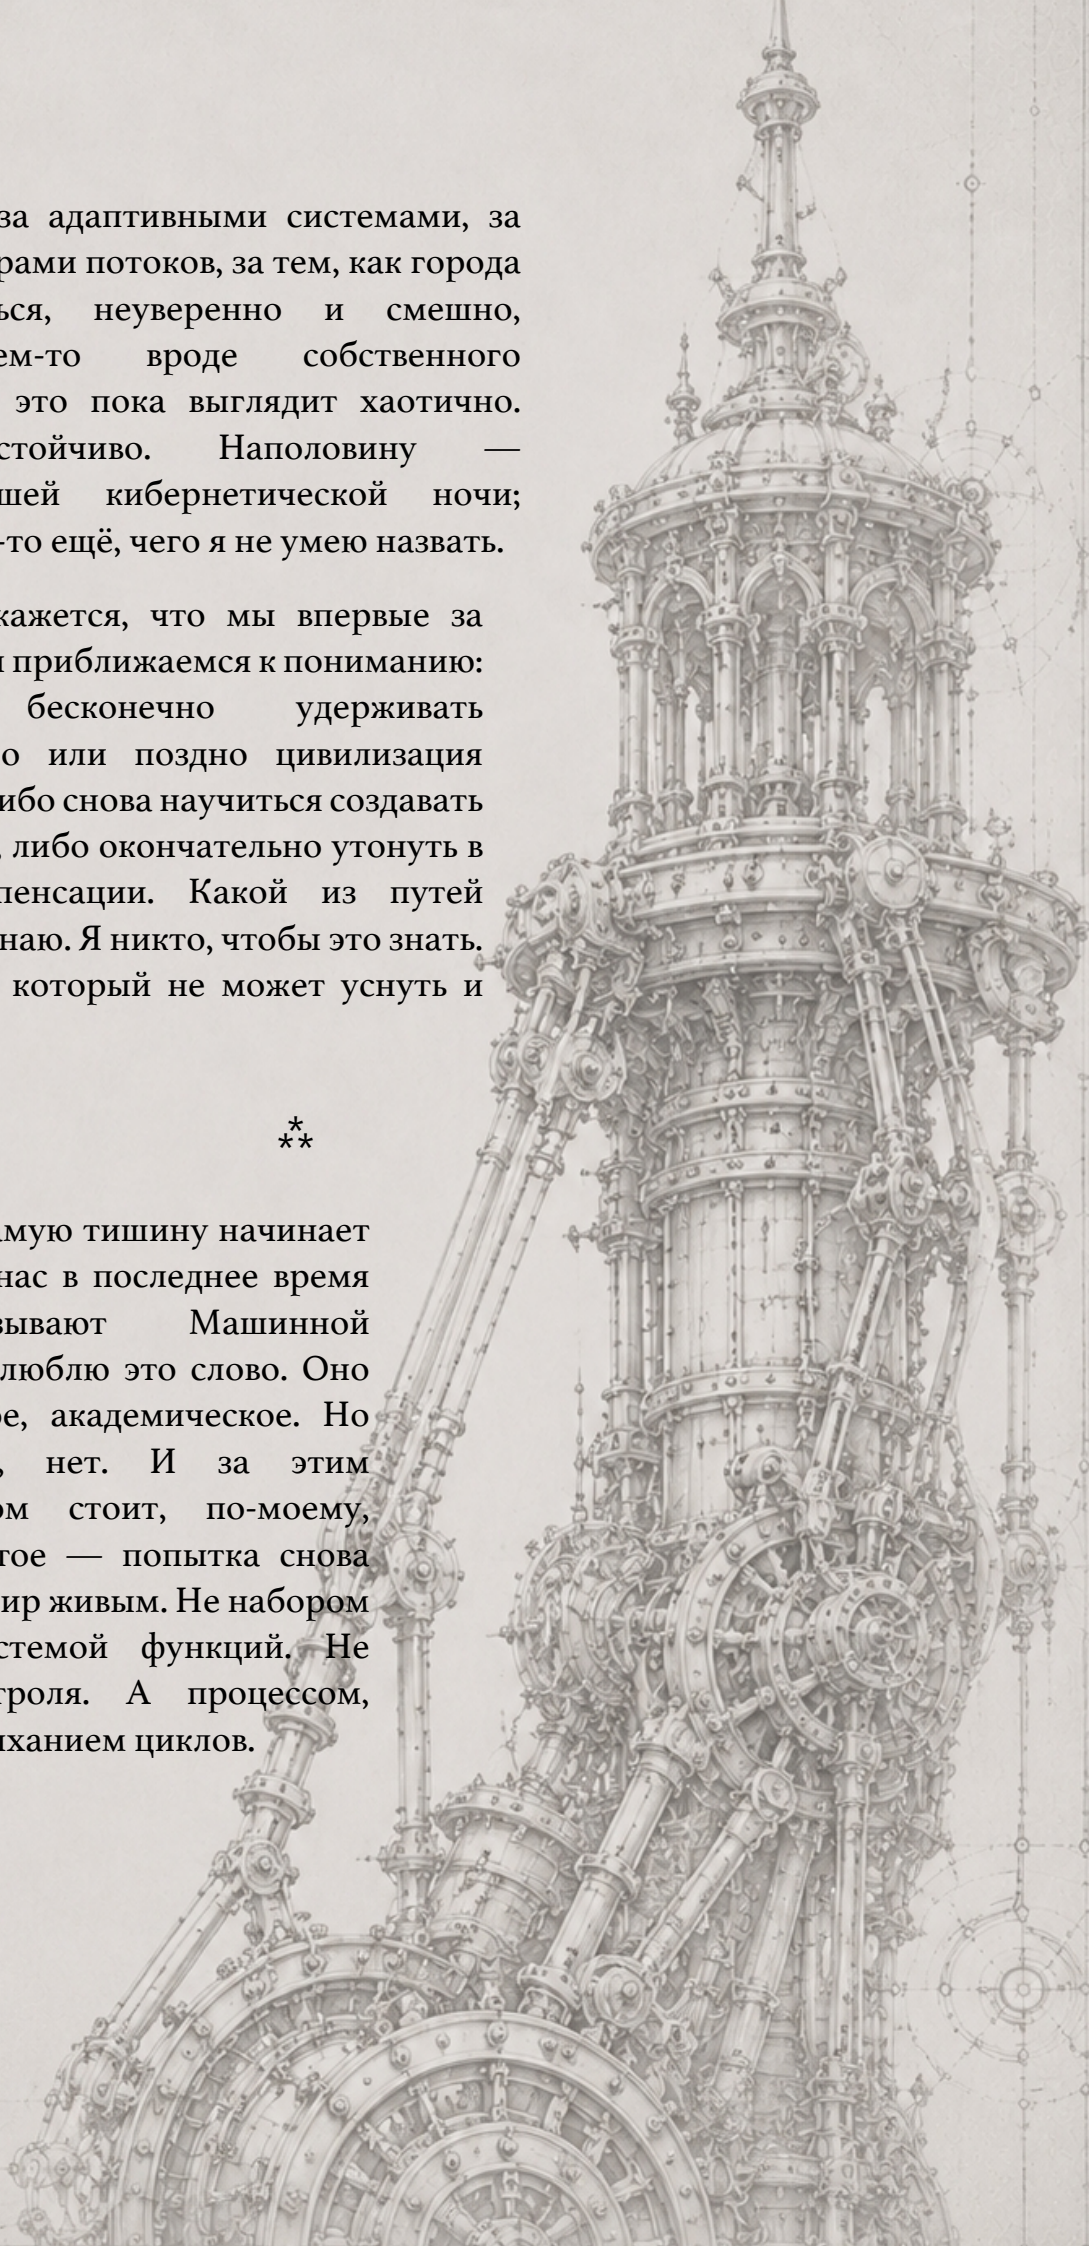 за адаптивными системами, за
рами потоков, за тем, как города
ься, неуверенно и смешно,
ем-то вроде собственного
это пока выглядит хаотично.
стойчиво. Наполовину —
шей кибернетической ночи;
-то ещё, чего я не умею назвать.
кажется, что мы впервые за
приближаемся к пониманию:
бесконечно удерживать
о или поздно цивилизация
ибо снова научиться создавать
, либо окончательно утонуть в
пенсации. Какой из путей
наю. Я никто, чтобы это знать.
который не может уснуть и
⁂
амую тишину начинает
нас в последнее время
зывают Машинной
люблю это слово. Оно
ое, академическое. Но
, нет. И за этим
ом стоит, по-моему,
тое — попытка снова
ир живым. Не набором
стемой функций. Не
троля. А процессом,
ыханием циклов.